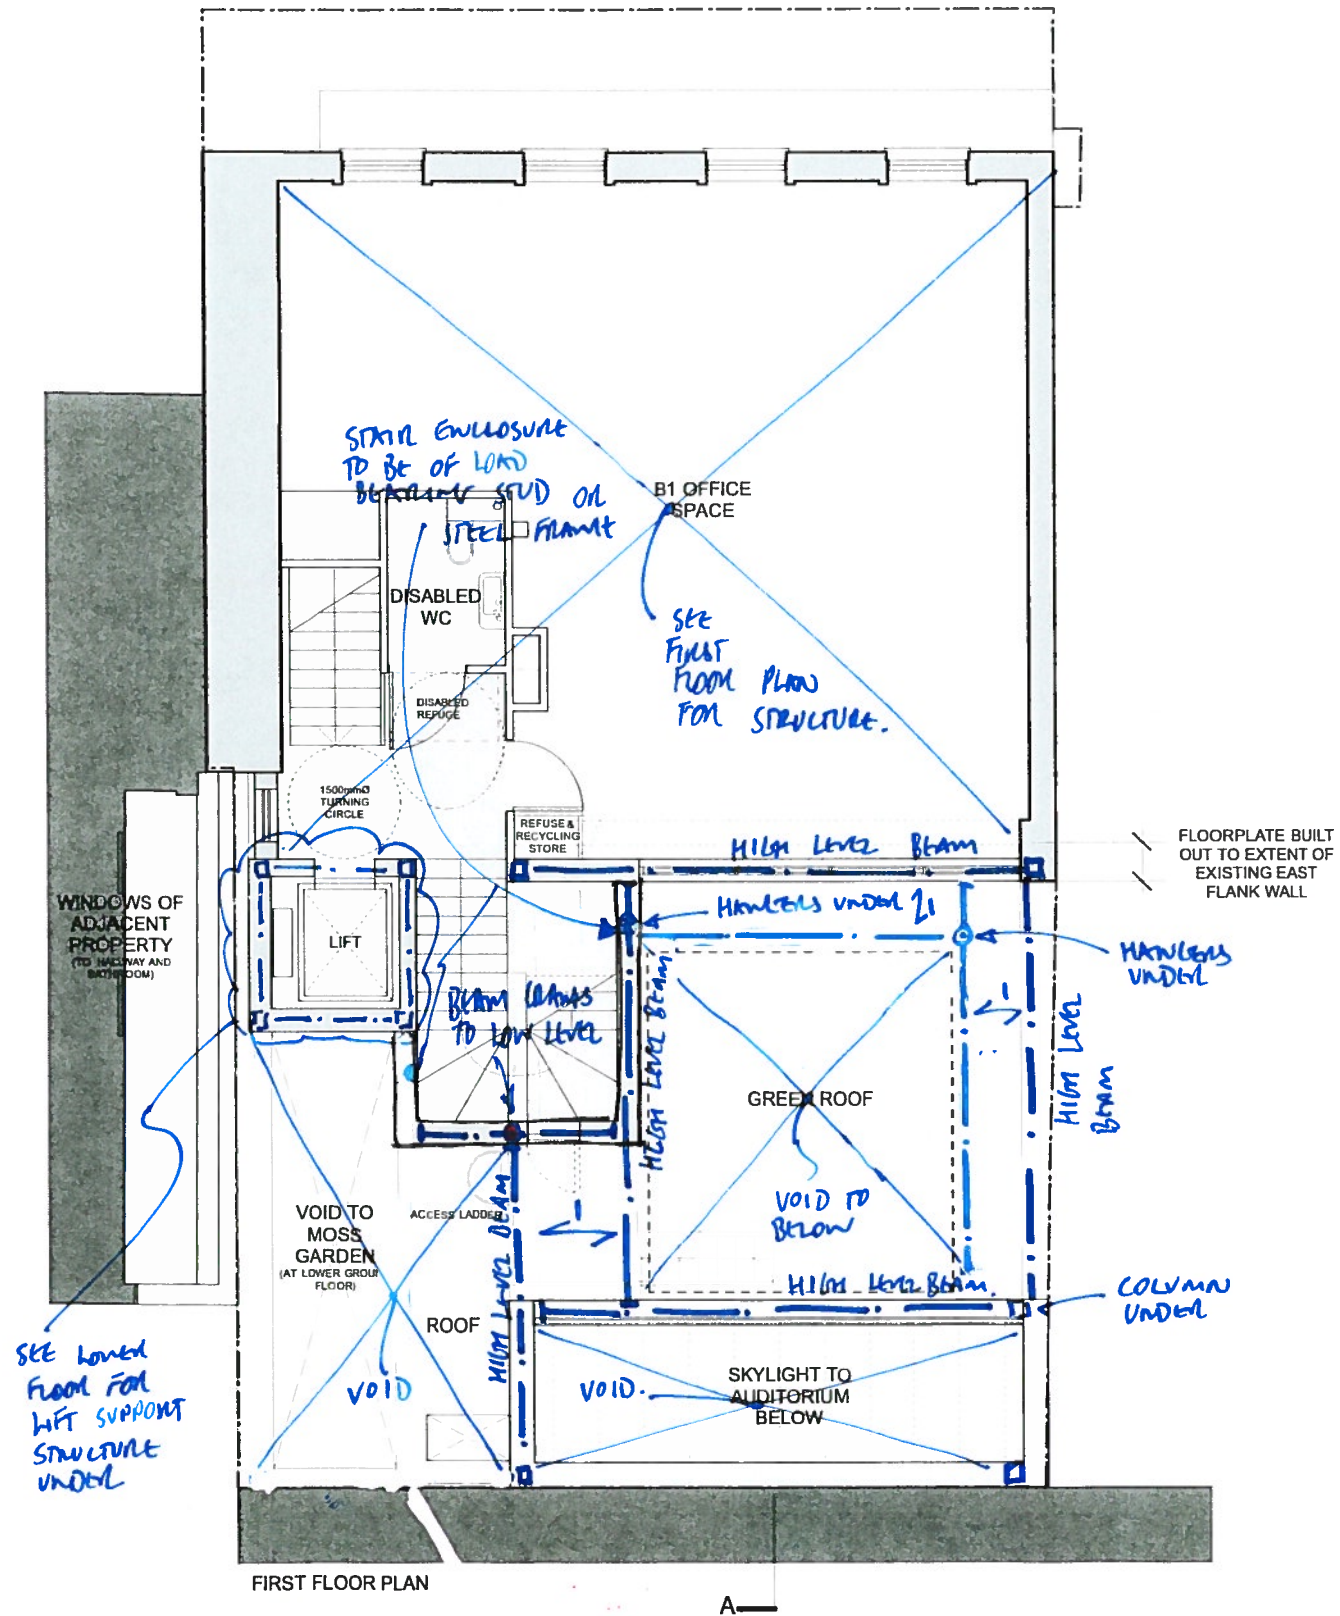 STAIR ENCLOSURE
TO BE OF LOAD
BEARING STUD OR
STEEL FRAME
B1 OFFICE
SPACE
DISABLED
WC
SEE
FIRST
FLOOR PLAN
FOR STRUCTURE.
DISABLED
REFUGE
1500mmØ
TURNING
CIRCLE
REFUSE &
RECYCLING
STORE
HIGH LEVEL BEAM
FLOORPLATE BUILT
OUT TO EXTENT OF
EXISTING EAST
FLANK WALL
WINDOWS OF
ADJACENT
PROPERTY
(TO HALLWAY AND
BATHROOM)
LIFT
HANGERS UNDER
HANGERS
UNDER
BEAM CRANKS
TO LOW LEVEL
HIGH LEVEL BEAM
HIGH LEVEL
BEAM
GREEN ROOF
VOID TO
BELOW
VOID TO
MOSS
GARDEN
(AT LOWER GROU
FLOOR)
ACCESS LADDER
HIGH LEVEL BEAM
HIGH LEVEL BEAM.
COLUMN
UNDER
ROOF
SEE LOWER
FLOOR FOR
LIFT SUPPORT
STRUCTURE
UNDER
VOID
VOID.
SKYLIGHT TO
AUDITORIUM
BELOW
FIRST FLOOR PLAN
A